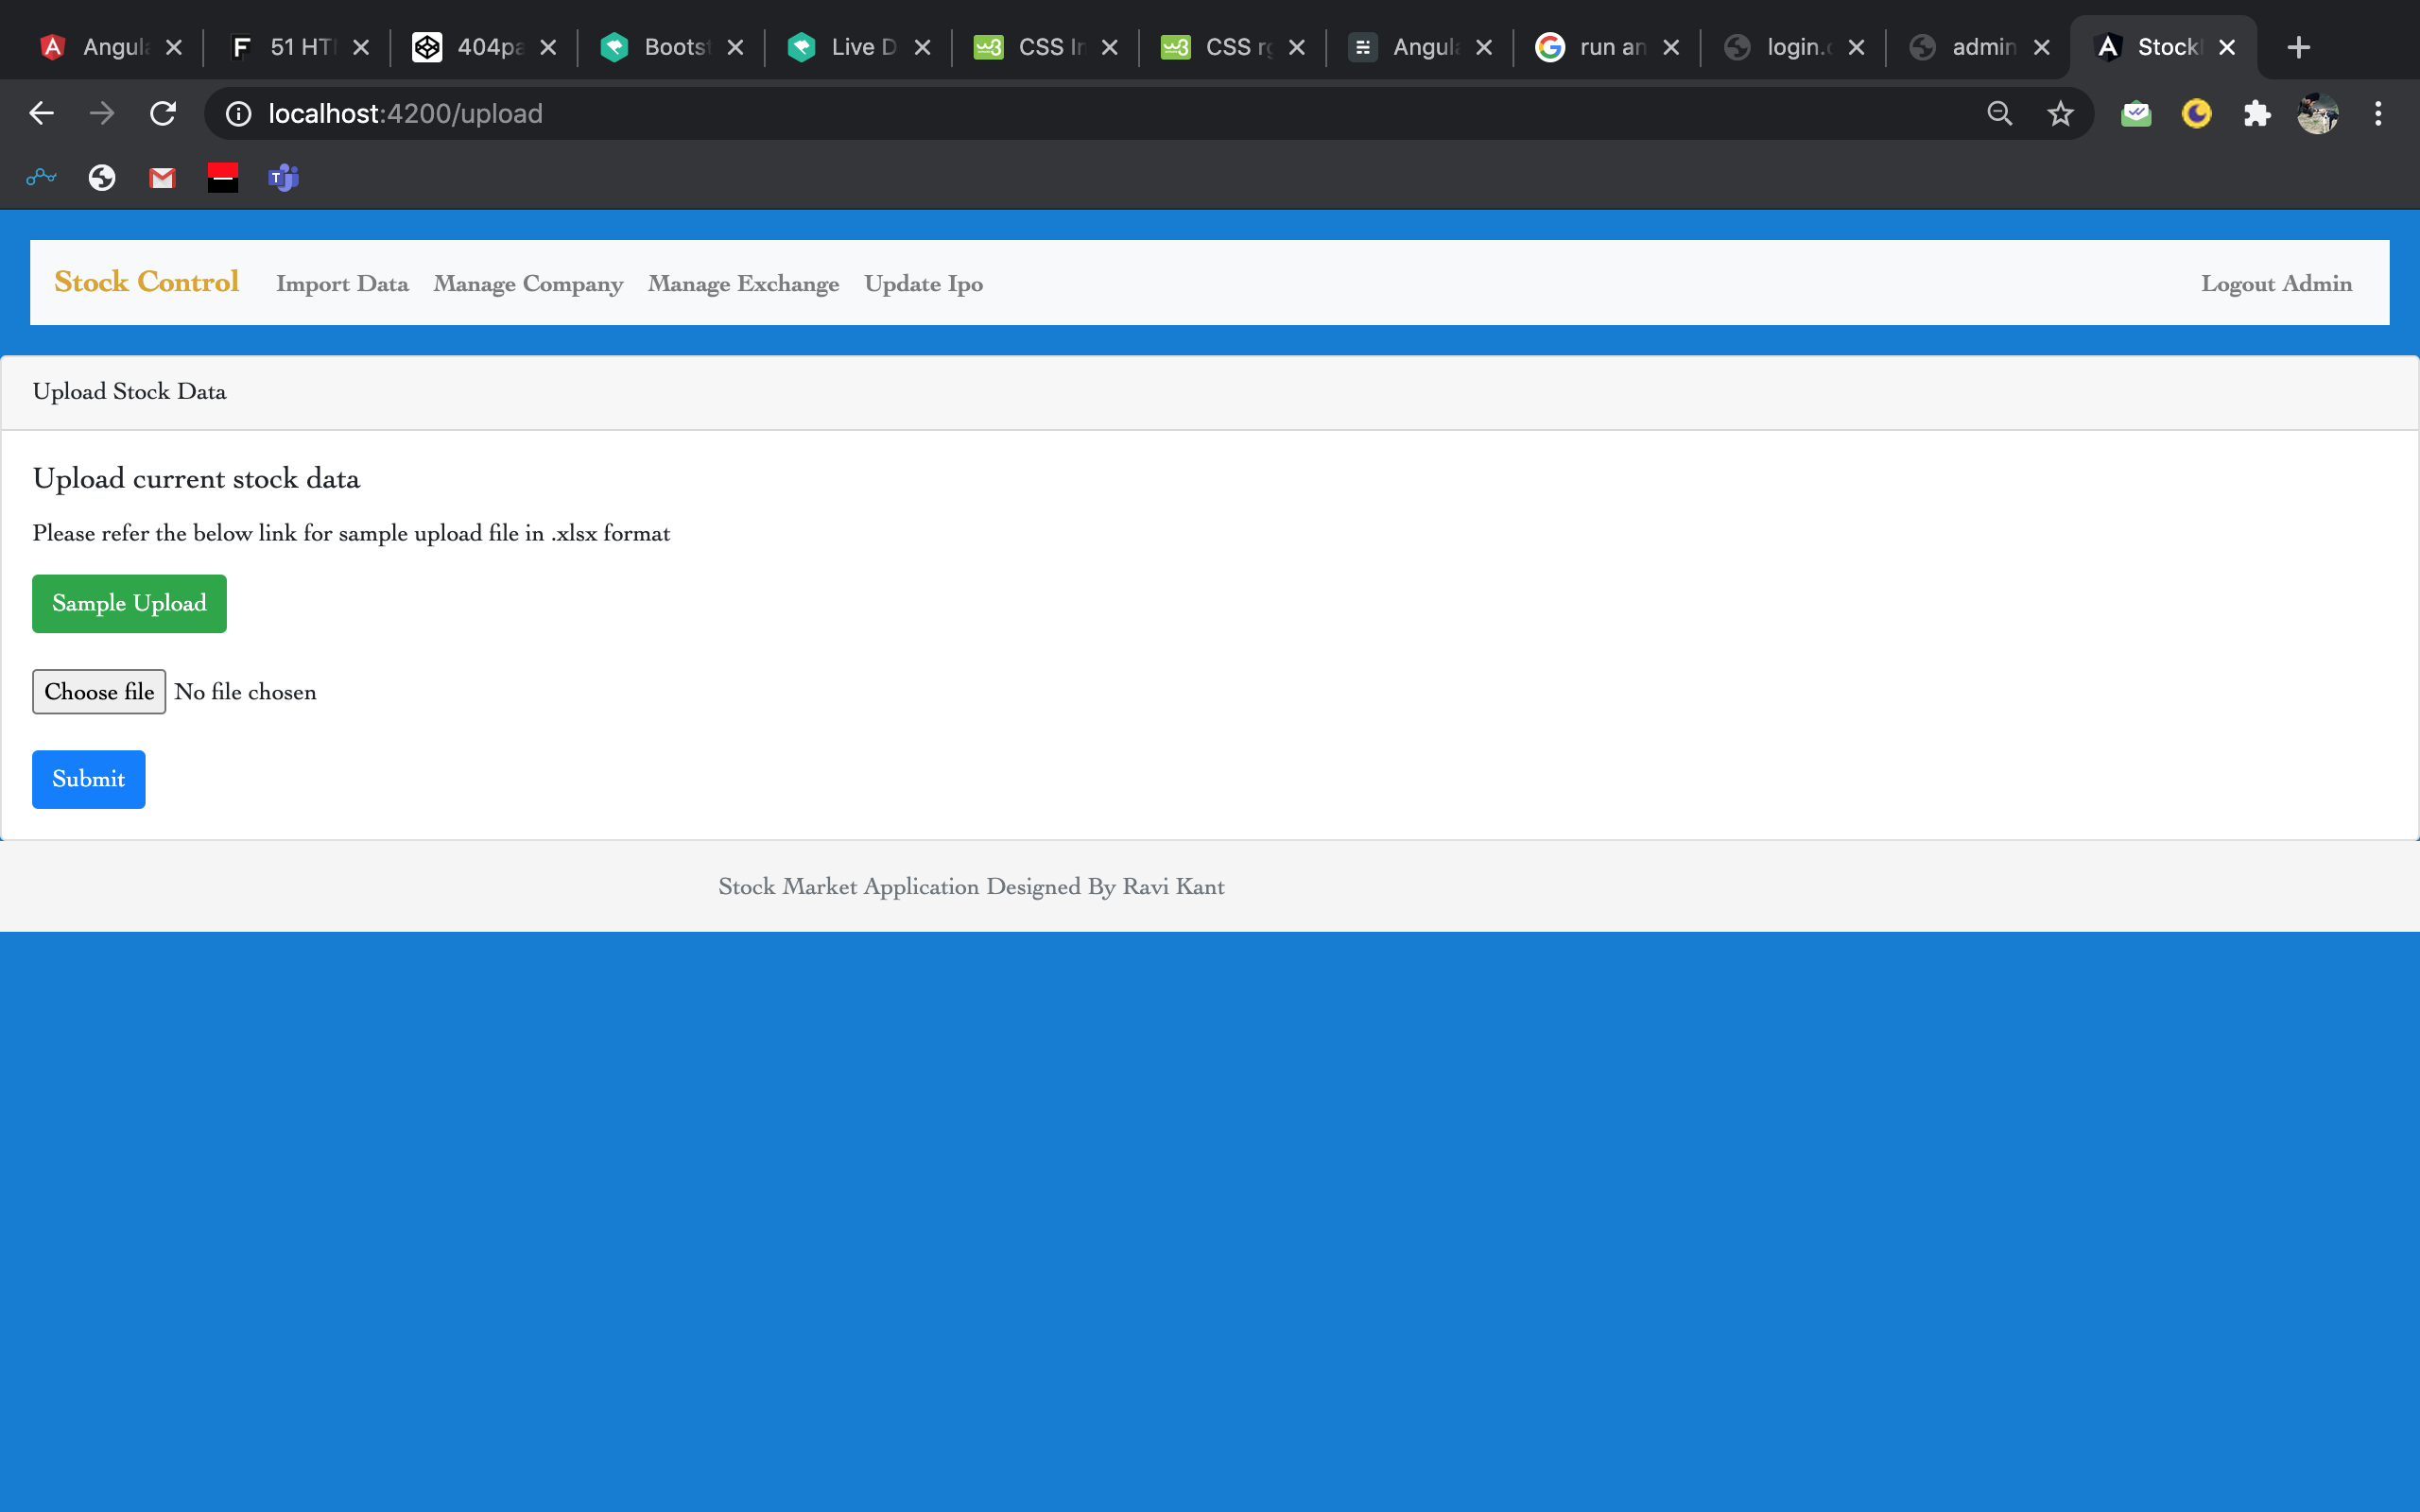 Angul 51 HT 404pa Boots Live D CSS In CSS rg Angul run an login. admin Stock
localhost:4200/upload
Stock Control Import Data Manage Company Manage Exchange Update Ipo Logout Admin
Upload Stock Data
Upload current stock data
Please refer the below link for sample upload file in .xlsx format
Sample Upload
Choose file No file chosen
Submit
Stock Market Application Designed By Ravi Kant